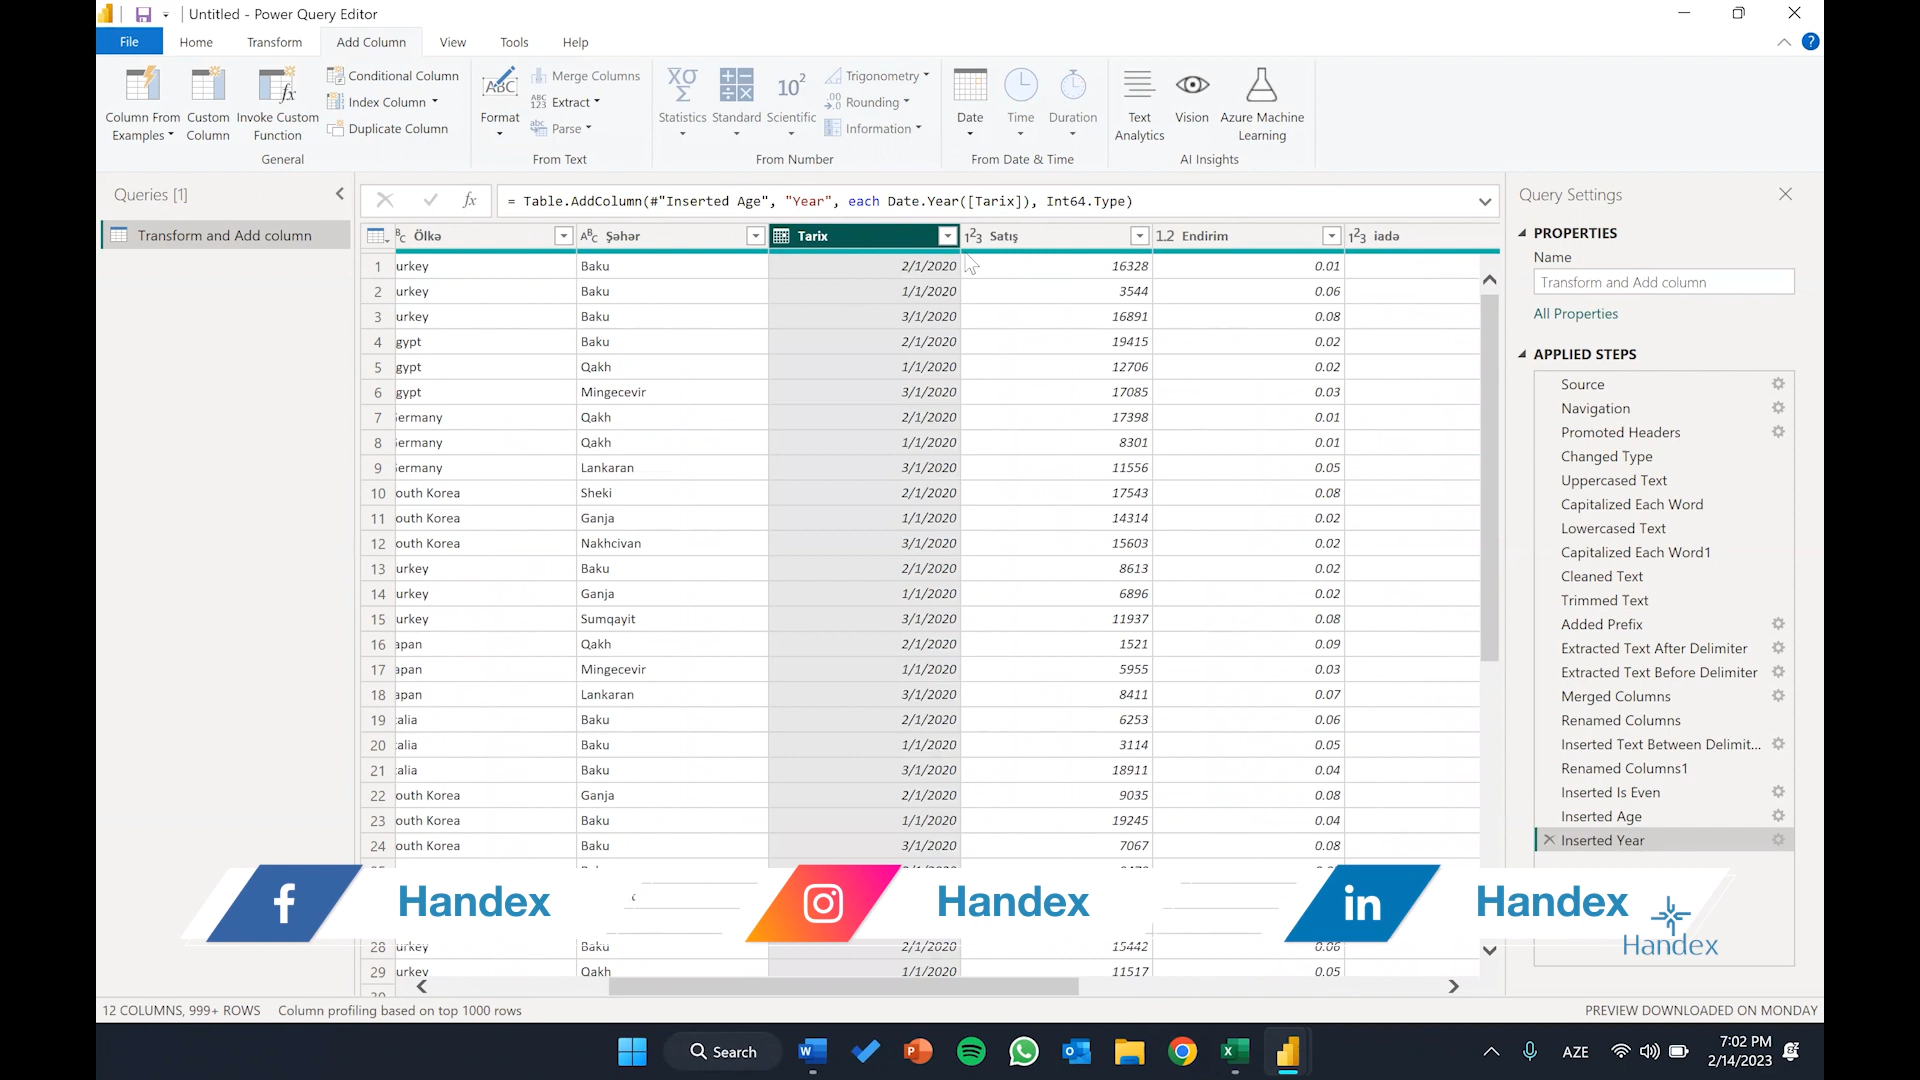 Untitled - Power Query Editor
File Home Transform Add Column View Tools Help
Column From Examples
Custom Column
Invoke Custom Function
Conditional Column
Index Column
Duplicate Column
General
Format
Merge Columns
Extract
Parse
From Text
Statistics
Standard
Scientific
Trigonometry
Rounding
Information
From Number
Date
Time
Duration
From Date & Time
Text Analytics
Vision
Azure Machine Learning
AI Insights
Queries [1]
Transform and Add column
= Table.AddColumn(#"Inserted Age", "Year", each Date.Year([Tarix]), Int64.Type)
Ölkə Şəhər Tarix Satış Endirim iadə
1 urkey Baku 2/1/2020 16328 0.01
2 urkey Baku 1/1/2020 3544 0.06
3 urkey Baku 3/1/2020 16891 0.08
4 gypt Baku 2/1/2020 19415 0.02
5 gypt Qakh 1/1/2020 12706 0.02
6 gypt Mingecevir 3/1/2020 17085 0.03
7 Germany Qakh 2/1/2020 17398 0.01
8 Germany Qakh 1/1/2020 8301 0.01
9 Germany Lankaran 3/1/2020 11556 0.05
10 outh Korea Sheki 2/1/2020 17543 0.08
11 outh Korea Ganja 1/1/2020 14314 0.02
12 outh Korea Nakhcivan 3/1/2020 15603 0.02
13 urkey Baku 2/1/2020 8613 0.02
14 urkey Ganja 1/1/2020 6896 0.02
15 urkey Sumqayit 3/1/2020 11937 0.08
16 apan Qakh 2/1/2020 1521 0.09
17 apan Mingecevir 1/1/2020 5955 0.03
18 apan Lankaran 3/1/2020 8411 0.07
19 talia Baku 2/1/2020 6253 0.06
20 talia Baku 1/1/2020 3114 0.05
21 talia Baku 3/1/2020 18911 0.04
22 outh Korea Ganja 2/1/2020 9035 0.08
23 outh Korea Baku 1/1/2020 19245 0.04
24 outh Korea Baku 3/1/2020 7067 0.08
28 urkey Baku 2/1/2020 15442 0.06
29 urkey Qakh 1/1/2020 11517 0.05
Query Settings
PROPERTIES
Name
Transform and Add column
All Properties
APPLIED STEPS
Source
Navigation
Promoted Headers
Changed Type
Uppercased Text
Capitalized Each Word
Lowercased Text
Capitalized Each Word1
Cleaned Text
Trimmed Text
Added Prefix
Extracted Text After Delimiter
Extracted Text Before Delimiter
Merged Columns
Renamed Columns
Inserted Text Between Delimit...
Renamed Columns1
Inserted Is Even
Inserted Age
Inserted Year
Handex Handex Handex
Handex
12 COLUMNS, 999+ ROWS Column profiling based on top 1000 rows
PREVIEW DOWNLOADED ON MONDAY
Search
AZE
7:02 PM
2/14/2023